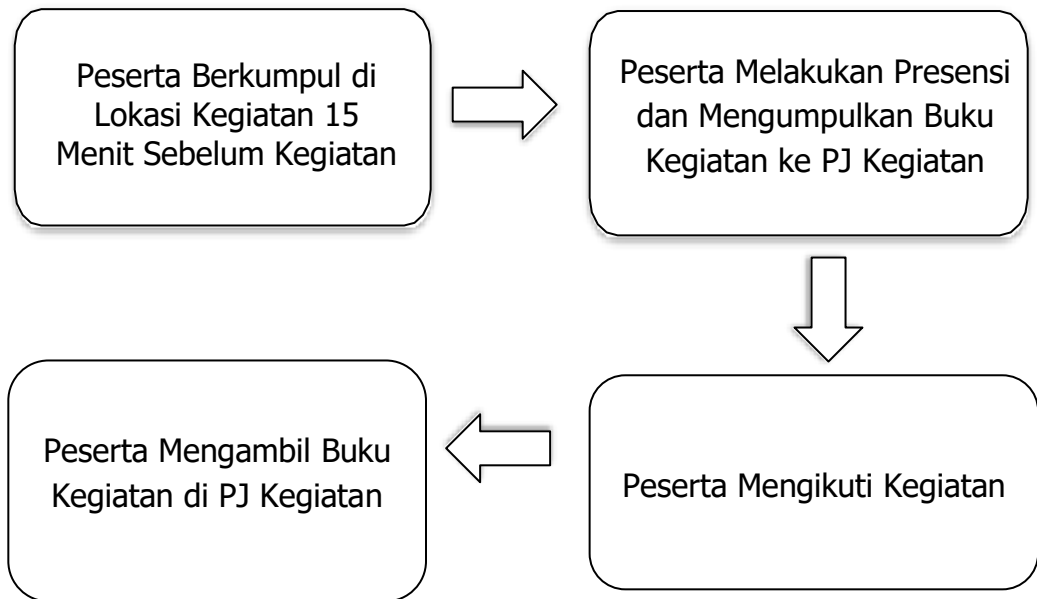 Peserta Berkumpul di
Lokasi Kegiatan 15
Menit Sebelum Kegiatan
Peserta Melakukan Presensi
dan Mengumpulkan Buku
Kegiatan ke PJ Kegiatan
Peserta Mengikuti Kegiatan
Peserta Mengambil Buku
Kegiatan di PJ Kegiatan